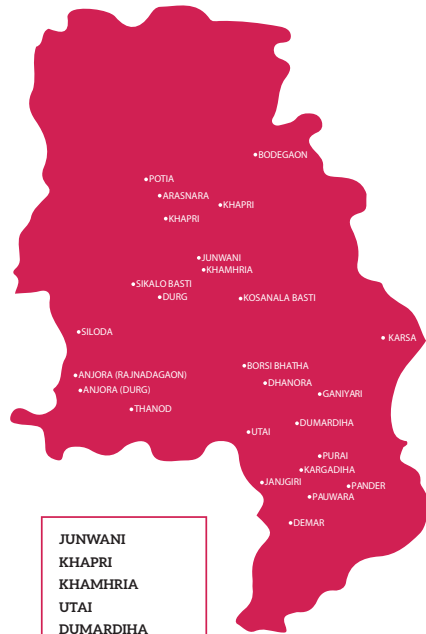 BODEGAON
POTIA
ARASNARA
KHAPRI
KHAPRI
JUNWANI
KHAMHRIA
SIKALO BASTI
DURG
KOSANALA BASTI
SILODA
KARSA
BORSI BHATHA
ANJORA (RAJNADAGAON)
DHANORA
ANJORA (DURG)
GANIYARI
THANOD
DUMARDIHA
UTAI
PURAI
KARGADIHA
JANJGIRI
PANDER
PAUWARA
DEMAR
JUNWANI
KHAPRI
KHAMHRIA
UTAI
DUMARDIHA